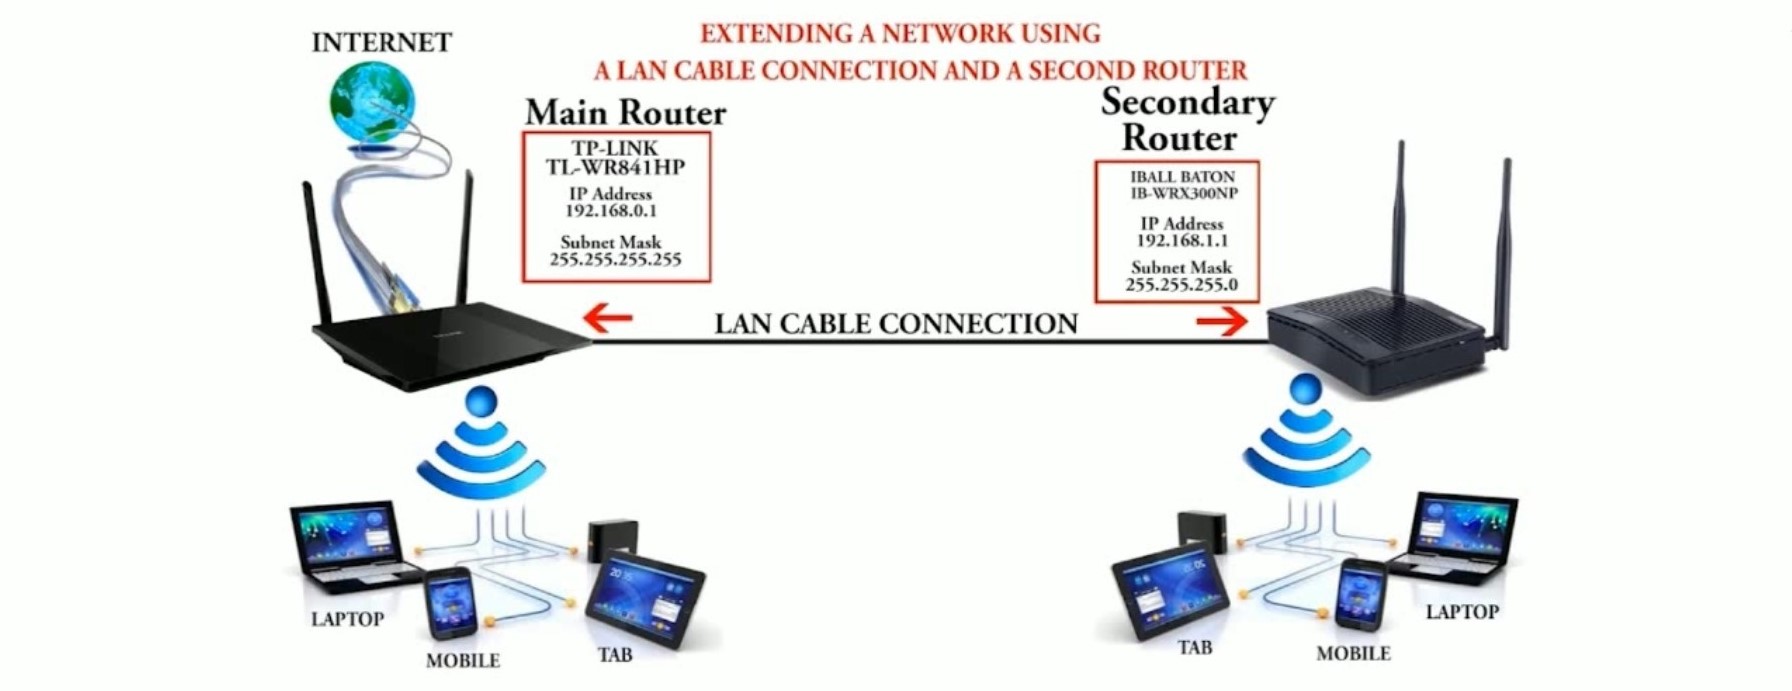 INTERNET
EXTENDING A NETWORK USING
A LAN CABLE CONNECTION AND A SECOND ROUTER
Main Router
TP-LINK
TL-WR841HP
IP Address
192.168.0.1
Subnet Mask
255.255.255.255
Secondary
Router
IBALL BATON
IB-WRX300NP
IP Address
192.168.1.1
Subnet Mask
255.255.255.0
LAN CABLE CONNECTION
LAPTOP
MOBILE
TAB
TAB
MOBILE
LAPTOP